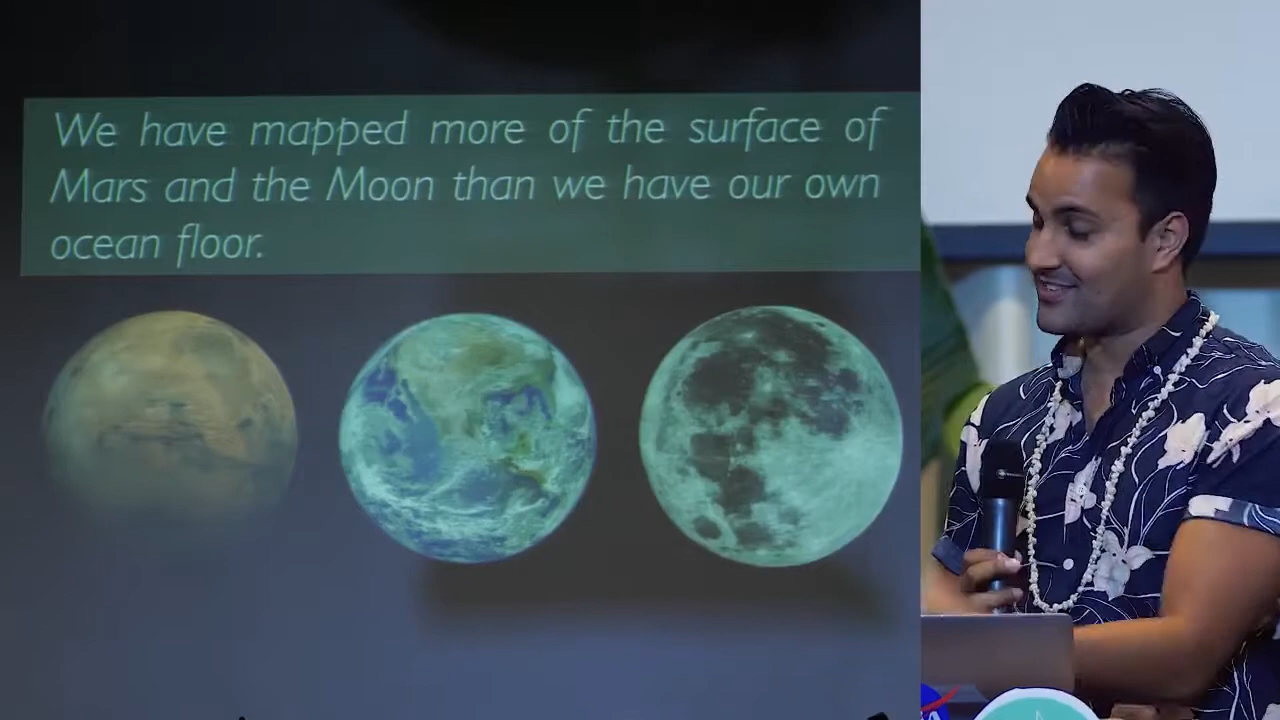 We have mapped more of the surface of
Mars and the Moon than we have our own
ocean floor.